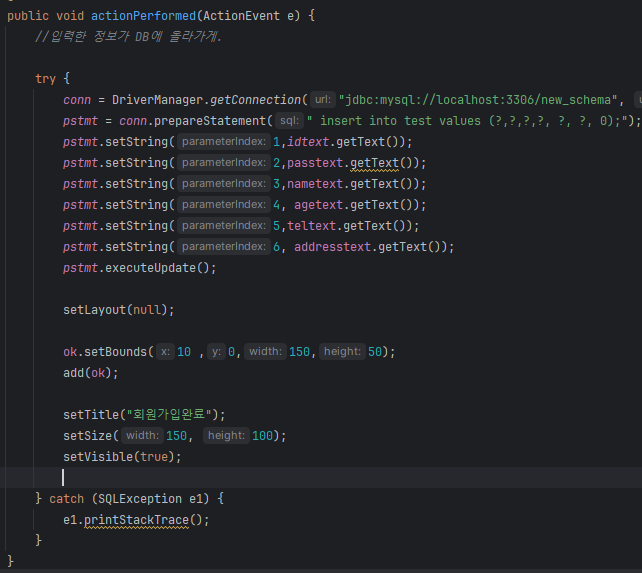 public void actionPerformed(ActionEvent e) {
//입력한 정보가 DB에 올라가게.
try {
conn = DriverManager.getConnection( url: "jdbc:mysql://localhost:3306/new_schema",
pstmt = conn.prepareStatement( sql: " insert into test values (?,?,?,?, ?, ?, 0);");
pstmt.setString( parameterIndex: 1,idtext.getText());
pstmt.setString( parameterIndex: 2,passtext.getText());
pstmt.setString( parameterIndex: 3,nametext.getText());
pstmt.setString( parameterIndex: 4, agetext.getText());
pstmt.setString( parameterIndex: 5,teltext.getText());
pstmt.setString( parameterIndex: 6, addresstext.getText());
pstmt.executeUpdate();
setLayout(null);
ok.setBounds( x: 10 , y: 0, width: 150, height: 50);
add(ok);
setTitle("회원가입완료");
setSize( width: 150, height: 100);
setVisible(true);
} catch (SQLException e1) {
e1.printStackTrace();
}
}